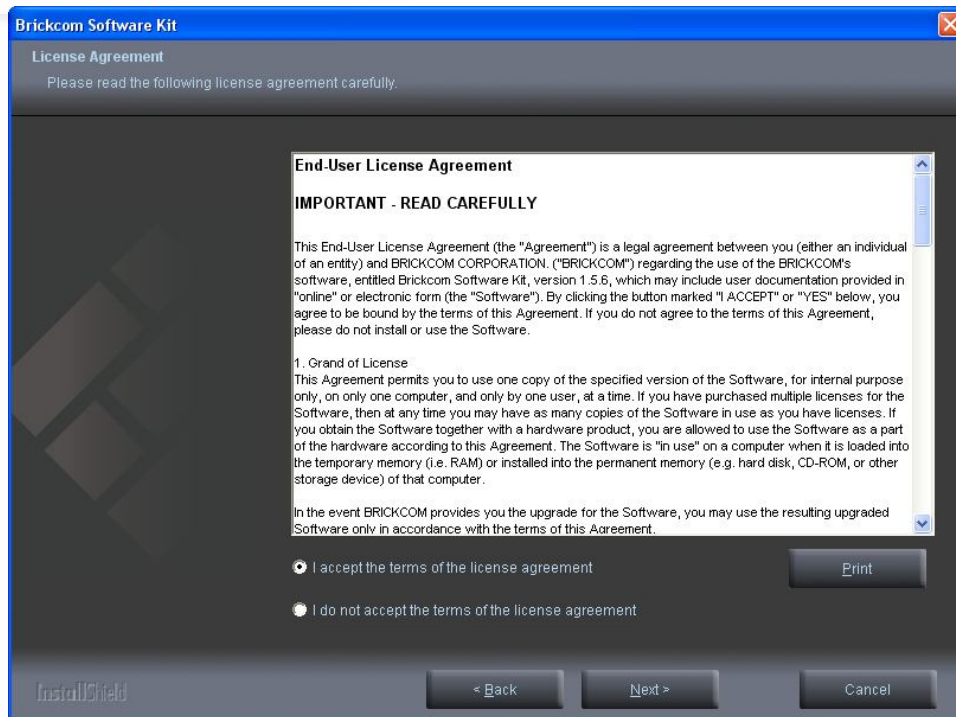 Brickcom Software Kit
License Agreement
Please read the following license agreement carefully.
End-User License Agreement
IMPORTANT - READ CAREFULLY
This End-User License Agreement (the "Agreement") is a legal agreement between you (either an individual
of an entity) and BRICKCOM CORPORATION. ("BRICKCOM") regarding the use of the BRICKCOM's
software, entitled Brickcom Software Kit, version 1.5.6, which may include user documentation provided in
"online" or electronic form (the "Software"). By clicking the button marked "I ACCEPT" or "YES" below, you
agree to be bound by the terms of this Agreement. If you do not agree to the terms of this Agreement,
please do not install or use the Software.
1. Grand of License
This Agreement permits you to use one copy of the specified version of the Software, for internal purpose
only, on only one computer, and only by one user, at a time. If you have purchased multiple licenses for the
Software, then at any time you may have as many copies of the Software in use as you have licenses. If
you obtain the Software together with a hardware product, you are allowed to use the Software as a part
of the hardware according to this Agreement. The Software is "in use" on a computer when it is loaded into
the temporary memory (i.e. RAM) or installed into the permanent memory (e.g. hard disk, CD-ROM, or other
storage device) of that computer.
In the event BRICKCOM provides you the upgrade for the Software, you may use the resulting upgraded
Software only in accordance with the terms of this Agreement.
I accept the terms of the license agreement
Print
I do not accept the terms of the license agreement
InstallShield
< Back
Next >
Cancel